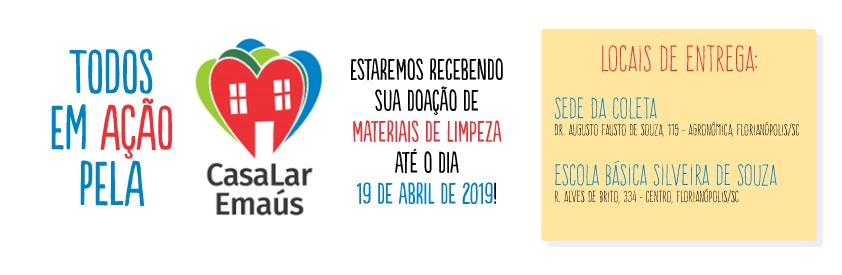 TODOS
EM AÇÃO
PELA
CasaLar
Emaús
ESTAREMOS RECEBENDO
SUA DOAÇÃO DE
MATERIAIS DE LIMPEZA
ATÉ O DIA
19 DE ABRIL DE 2019!
LOCAIS DE ENTREGA:
SEDE DA COLETA
DR. AUGUSTO FAUSTO DE SOUZA, 115 - AGRONÔMICA, FLORIANÓPOLIS/SC
ESCOLA BÁSICA SILVEIRA DE SOUZA
R. ALVES DE BRITO, 334 - CENTRO, FLORIANÓPOLIS/SC